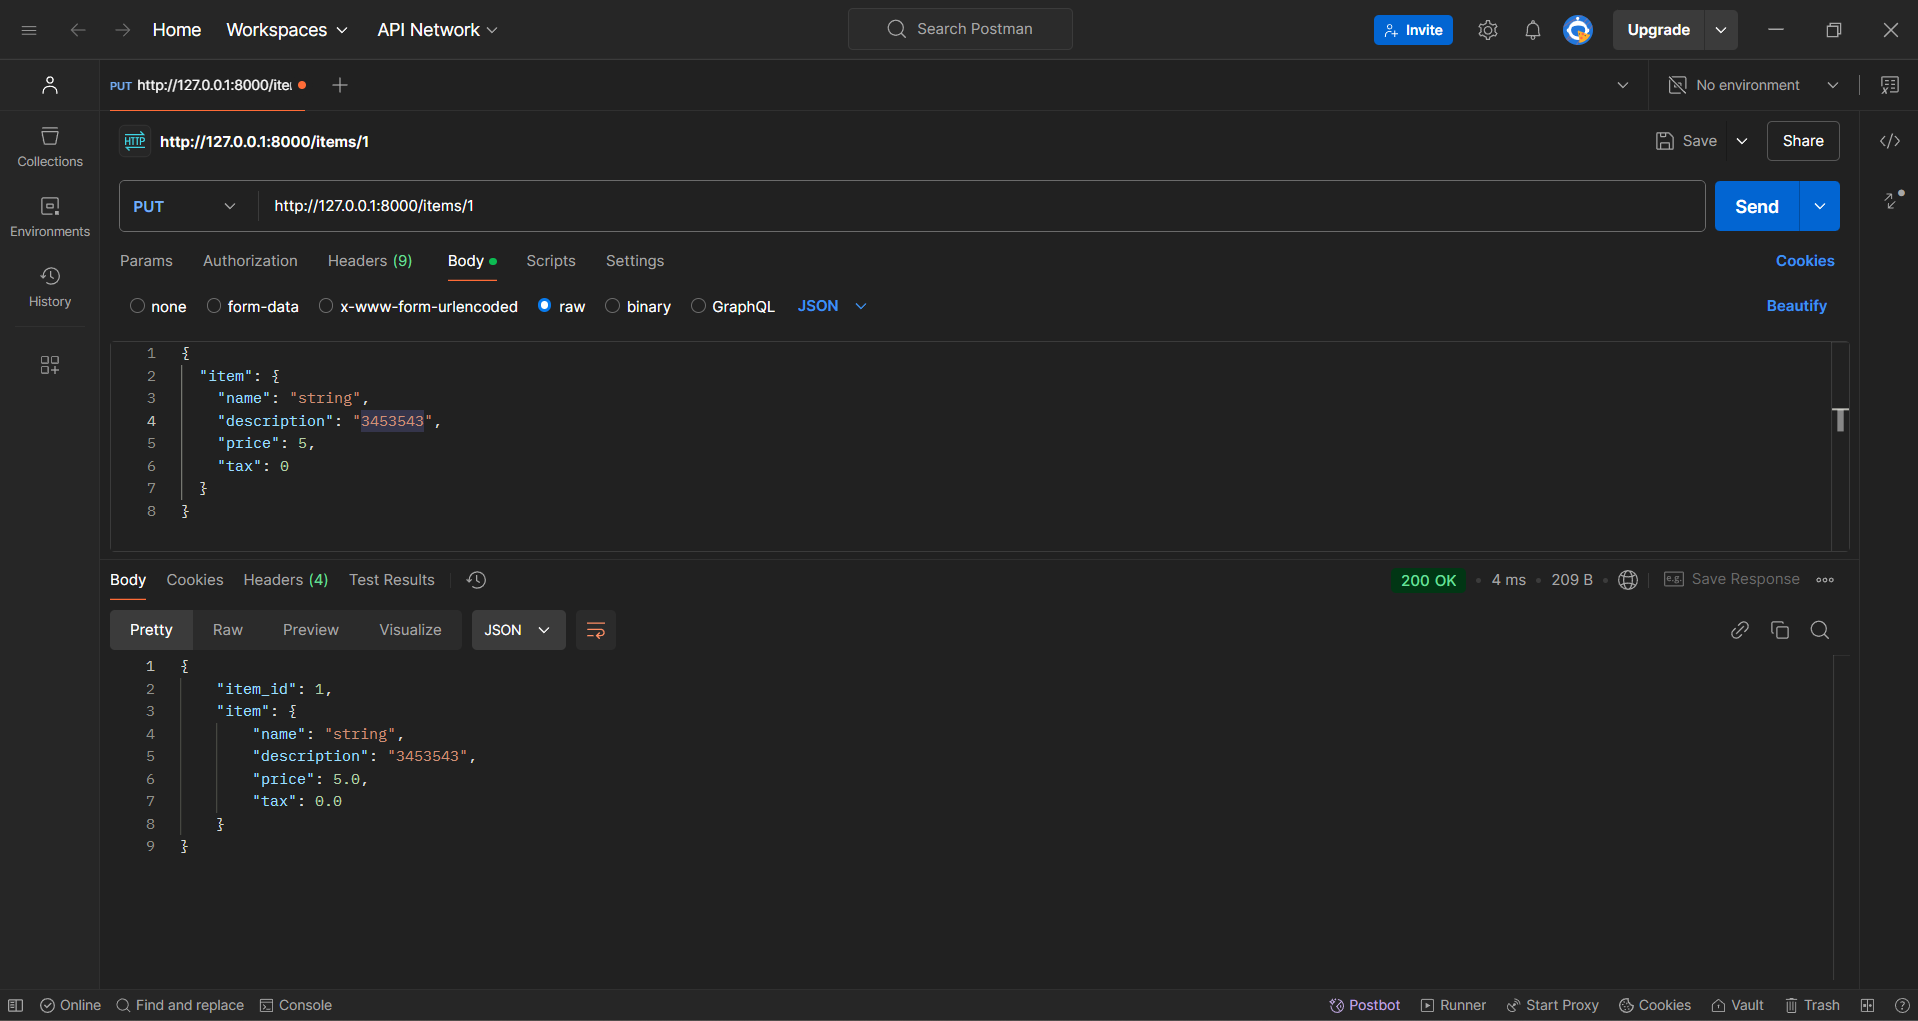 Home Workspaces API Network Search Postman Invite Upgrade
PUT http://127.0.0.1:8000/ite No environment
HTTP http://127.0.0.1:8000/items/1 Save Share
Collections
PUT http://127.0.0.1:8000/items/1 Send
Environments
Params Authorization Headers (9) Body Scripts Settings Cookies
History
none form-data x-www-form-urlencoded raw binary GraphQL JSON Beautify
1 {
2 "item": {
3 "name": "string",
4 "description": "3453543",
5 "price": 5,
6 "tax": 0
7 }
8 }
Body Cookies Headers (4) Test Results 200 OK • 4 ms • 209 B • e.g. Save Response
Pretty Raw Preview Visualize JSON
1 {
2 "item_id": 1,
3 "item": {
4 "name": "string",
5 "description": "3453543",
6 "price": 5.0,
7 "tax": 0.0
8 }
9 }
Online Find and replace Console Postbot Runner Start Proxy Cookies Vault Trash